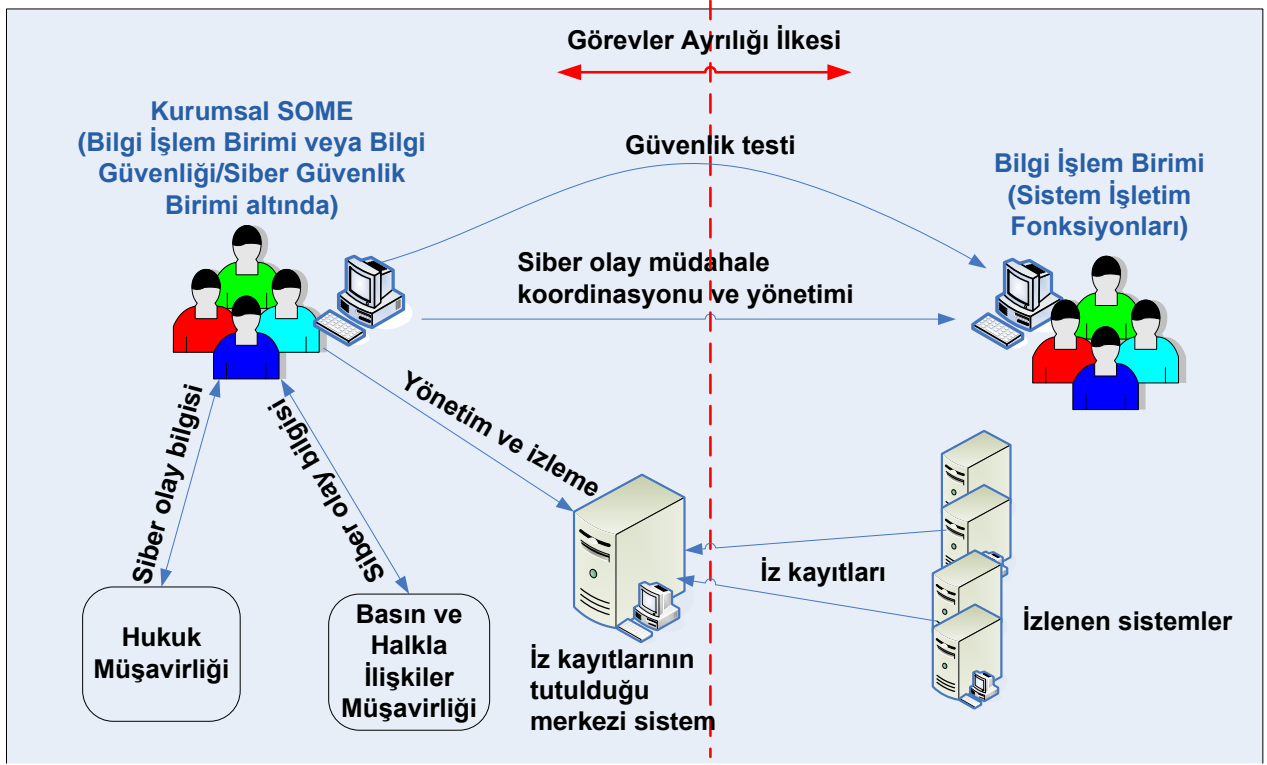 Görevler Ayrılığı İlkesi
Kurumsal SOME
(Bilgi İşlem Birimi veya Bilgi
Güvenliği/Siber Güvenlik
Birimi altında)
Güvenlik testi
Bilgi İşlem Birimi
(Sistem İşletim
Fonksiyonları)
Siber olay müdahale
koordinasyonu ve yönetimi
Yönetim ve izleme
Siber olay bilgisi
Siber olay bilgisi
İz kayıtları
Hukuk
Müşavirliği
Basın ve
Halkla
İlişkiler
Müşavirliği
İz kayıtlarının
tutulduğu
merkezi sistem
İzlenen sistemler